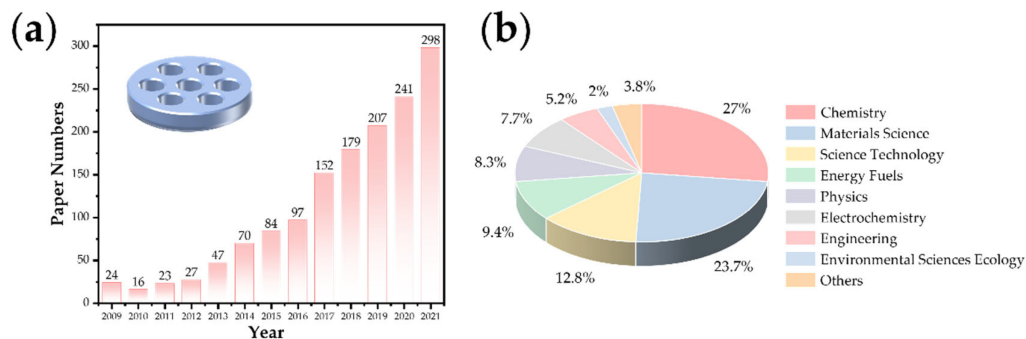 (a)
Paper Numbers
300
250
200
150
100
50
0
24
16
23
27
47
70
84
97
152
179
207
241
298
2009 2010 2011 2012 2013 2014 2015 2016 2017 2018 2019 2020 2021
Year
(b)
27%
23.7%
12.8%
9.4%
8.3%
7.7%
5.2%
2%
3.8%
Chemistry
Materials Science
Science Technology
Energy Fuels
Physics
Electrochemistry
Engineering
Environmental Sciences Ecology
Others